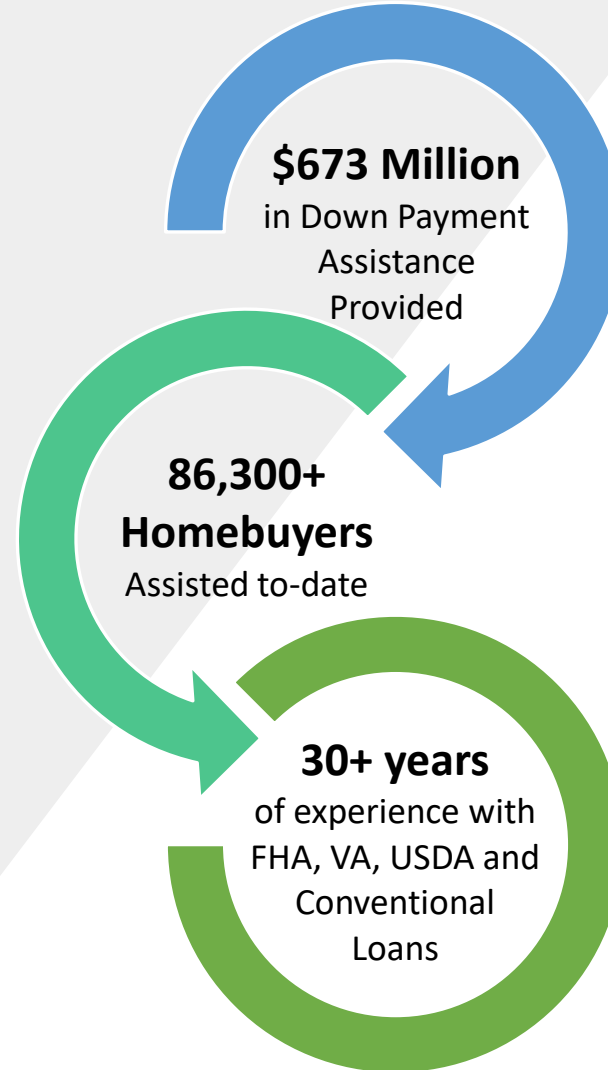 $673 Million
in Down Payment
Assistance
Provided
86,300+
Homebuyers
Assisted to-date
30+ years
of experience with
FHA, VA, USDA and
Conventional
Loans